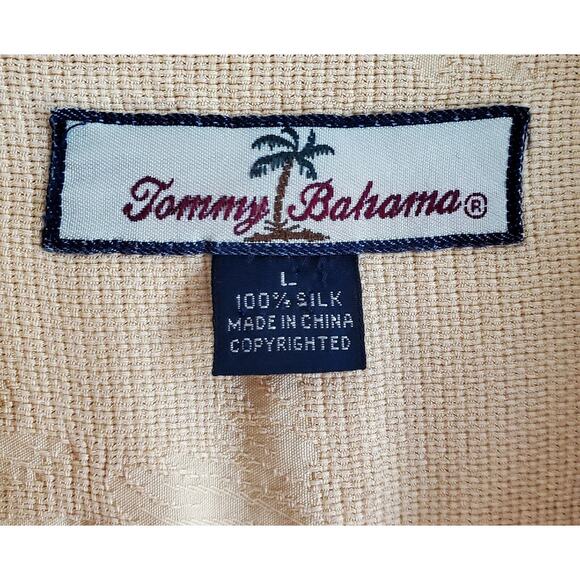 Tommy Bahama®
L
100% SILK
MADE IN CHINA
COPYRIGHTED